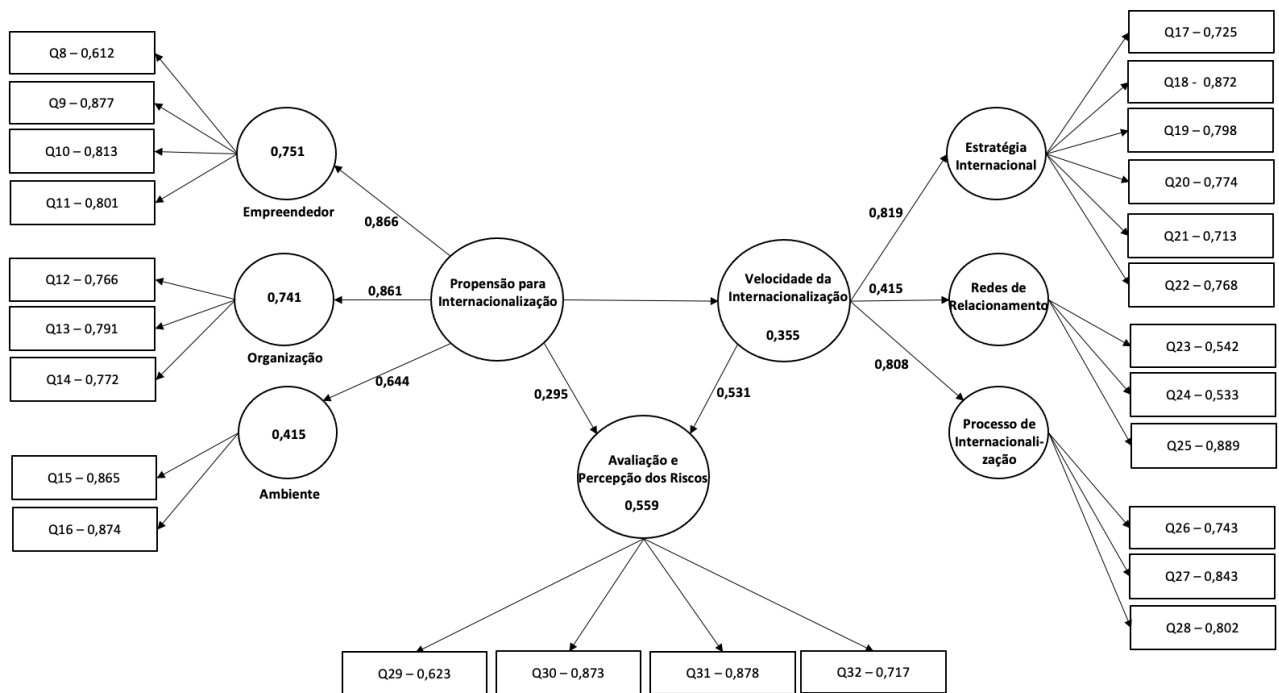 Q8 – 0,612
Q9 – 0,877
Q10 – 0,813
Q11 – 0,801
0,751
Empreendedor
0,866
Q12 – 0,766
Q13 – 0,791
Q14 – 0,772
0,741
Organização
0,861
Q15 – 0,865
Q16 – 0,874
0,415
Ambiente
0,644
Propensão para
Internacionalização
0,295
Velocidade da
Internacionalização
0,355
0,531
Avaliação e
Percepção dos Riscos
0,559
Q29 – 0,623
Q30 – 0,873
Q31 – 0,878
Q32 – 0,717
0,819
Estratégia
Internacional
Q17 – 0,725
Q18 - 0,872
Q19 – 0,798
Q20 – 0,774
Q21 – 0,713
Q22 – 0,768
0,415
Redes de
Relacionamento
Q23 – 0,542
Q24 – 0,533
Q25 – 0,889
0,808
Processo de
Internacionali-
zação
Q26 – 0,743
Q27 – 0,843
Q28 – 0,802